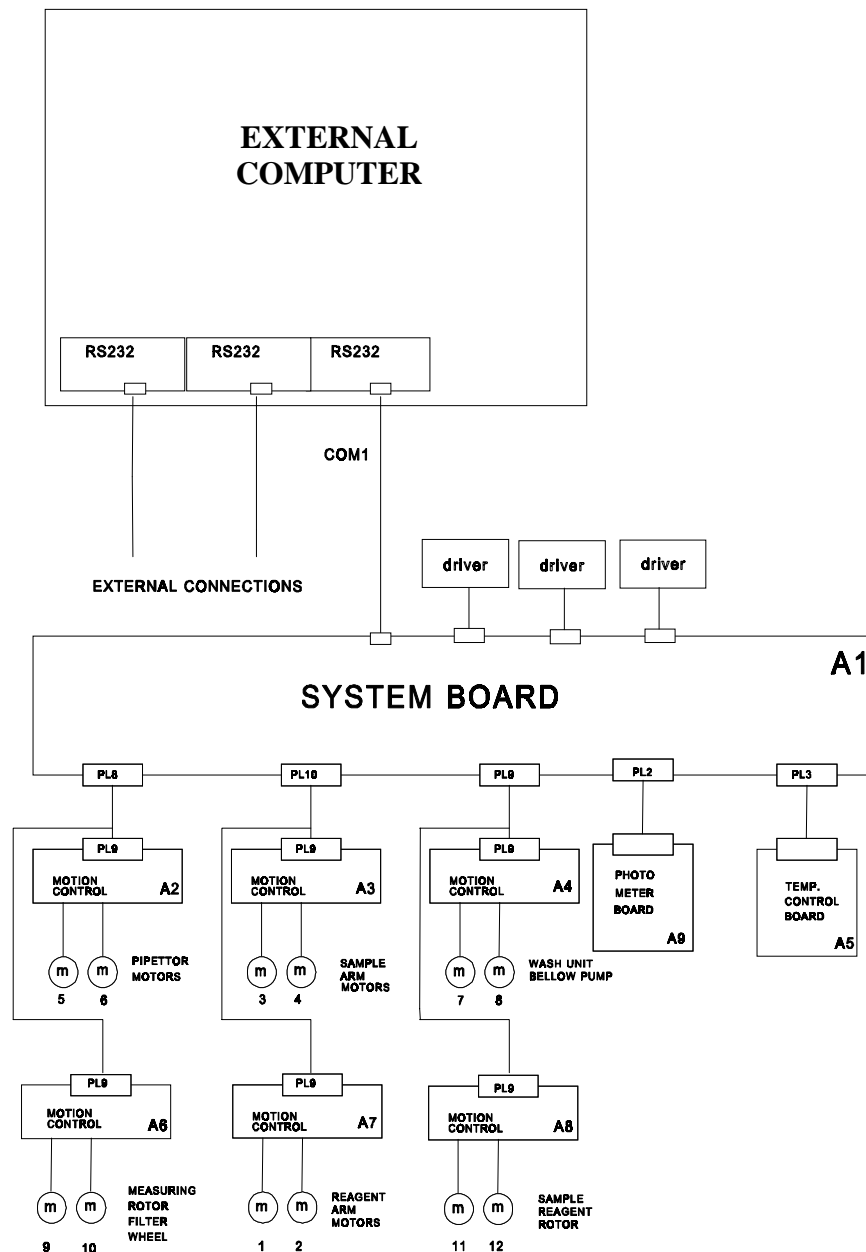 EXTERNAL
COMPUTER
RS232 RS232 RS232
COM1
EXTERNAL CONNECTIONS
driver driver driver
A1
SYSTEM BOARD
PL8 PL10 PL9 PL2 PL3
PL9 PL9 PL9
MOTION
CONTROL
A2
MOTION
CONTROL
A3
MOTION
CONTROL
A4
PHOTO
METER
BOARD
A9
TEMP.
CONTROL
BOARD
A5
m m
5 6
PIPETTOR
MOTORS
m m
3 4
SAMPLE
ARM
MOTORS
m m
7 8
WASH UNIT
BELLOW PUMP
PL9 PL9 PL9
MOTION
CONTROL
A6
MOTION
CONTROL
A7
MOTION
CONTROL
A8
m m
9 10
MEASURING
ROTOR
FILTER
WHEEL
m m
1 2
REAGENT
ARM
MOTORS
m m
11 12
SAMPLE
REAGENT
ROTOR